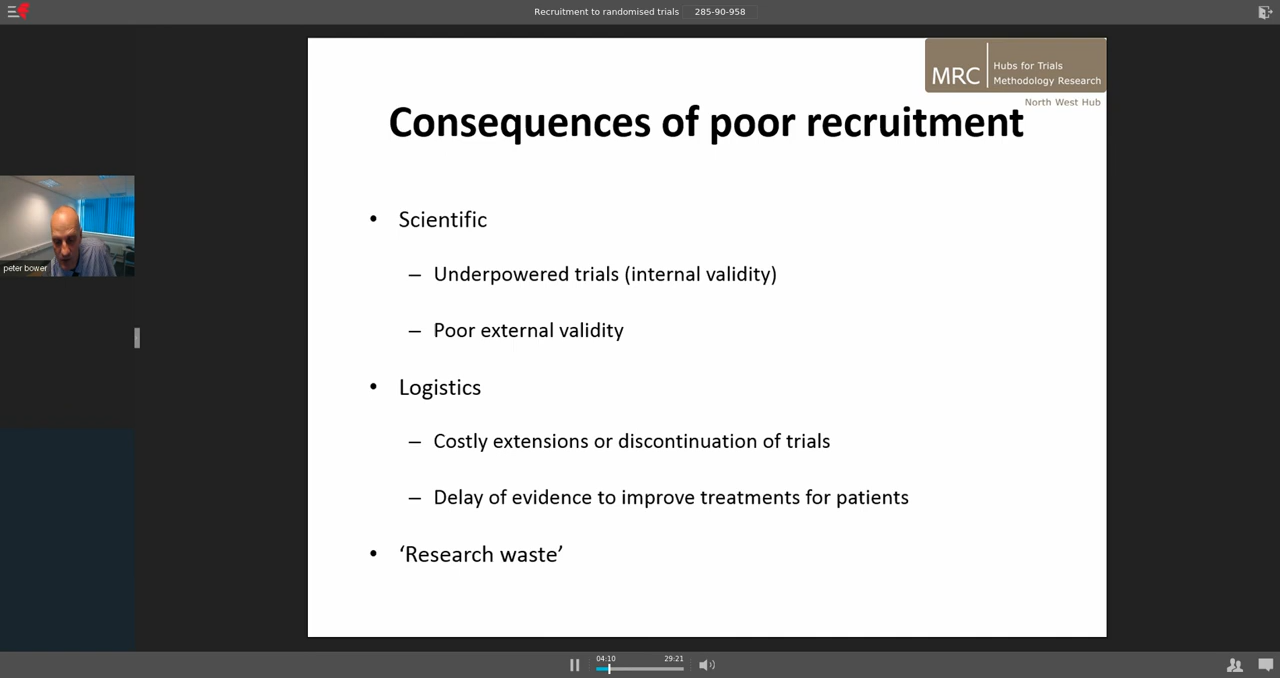 Recruitment to randomised trials 285-90-958
MRC
Hubs for Trials
Methodology Research
North West Hub
Consequences of poor recruitment
• Scientific
– Underpowered trials (internal validity)
– Poor external validity
• Logistics
– Costly extensions or discontinuation of trials
– Delay of evidence to improve treatments for patients
• ‘Research waste’
peter bower
04:10 29:21